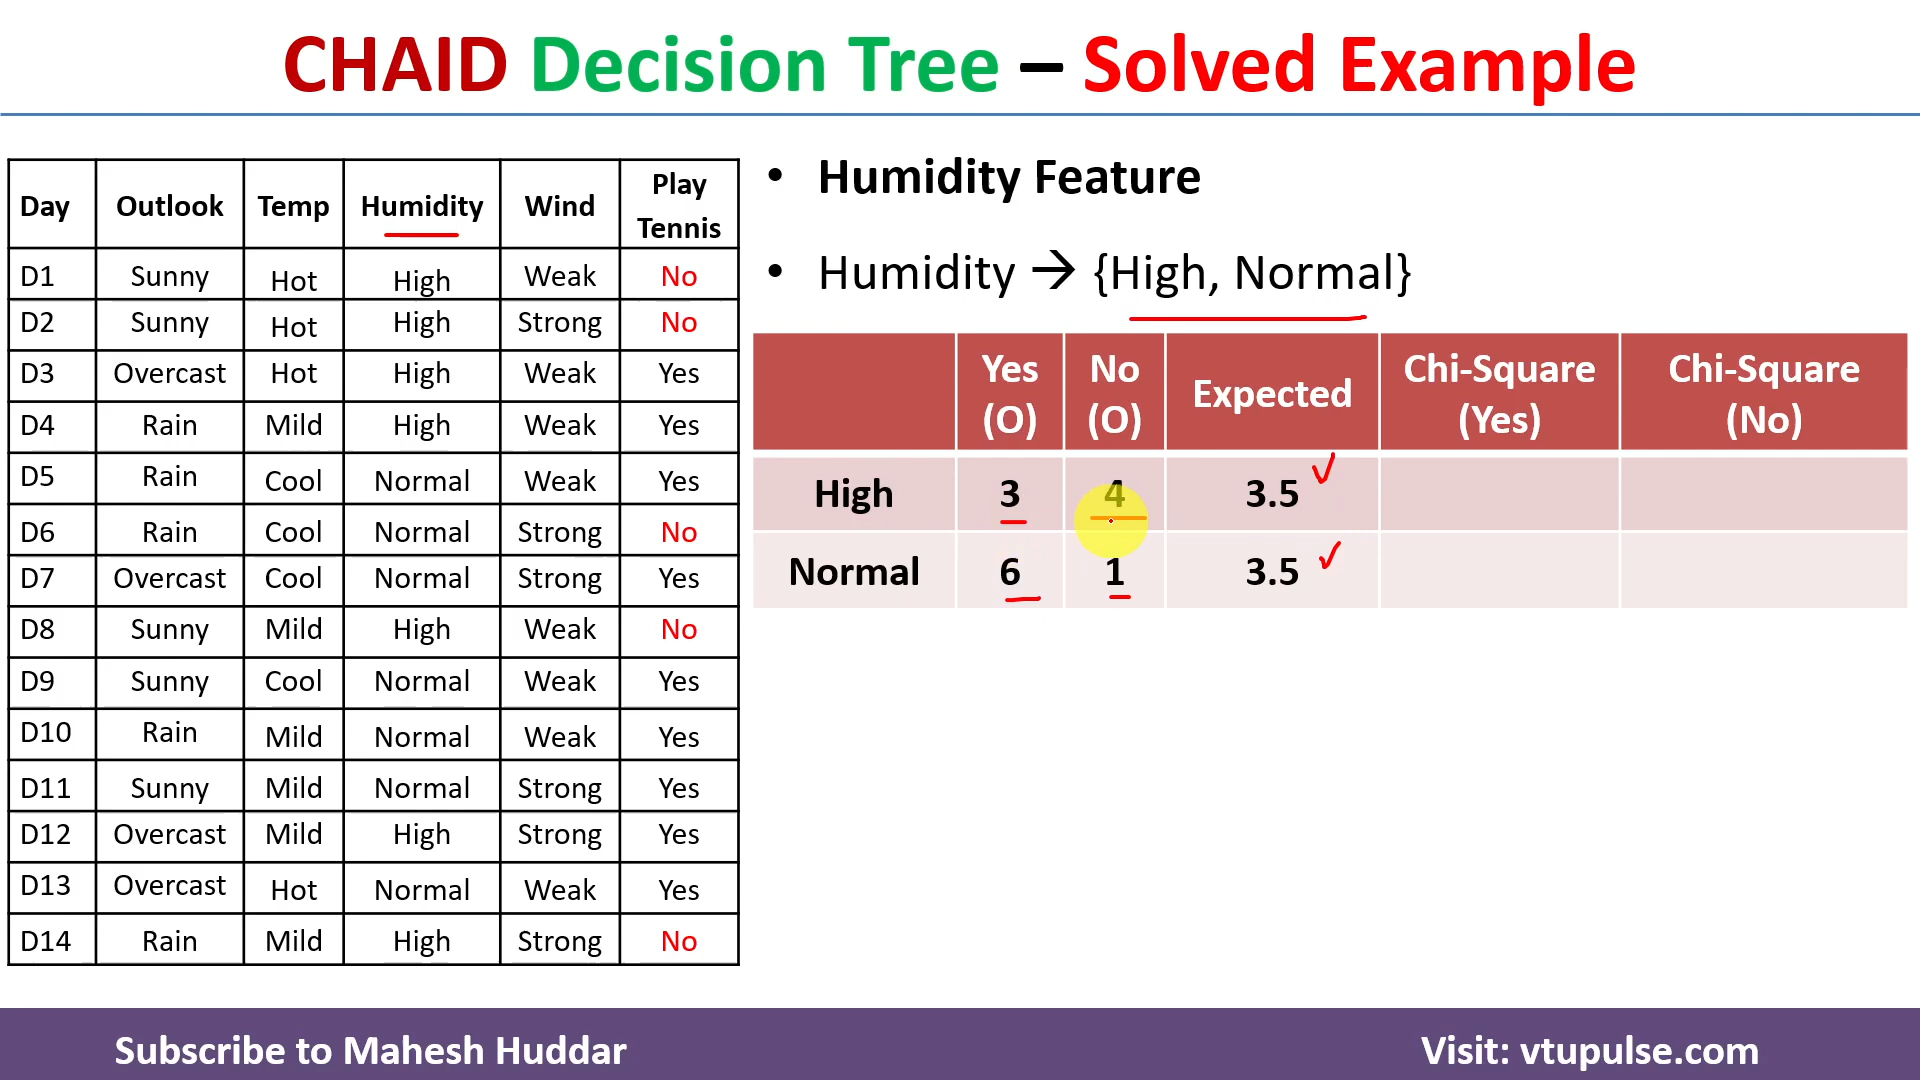 CHAID Decision Tree – Solved Example
Day Outlook Temp Humidity Wind Play Tennis
D1 Sunny Hot High Weak No
D2 Sunny Hot High Strong No
D3 Overcast Hot High Weak Yes
D4 Rain Mild High Weak Yes
D5 Rain Cool Normal Weak Yes
D6 Rain Cool Normal Strong No
D7 Overcast Cool Normal Strong Yes
D8 Sunny Mild High Weak No
D9 Sunny Cool Normal Weak Yes
D10 Rain Mild Normal Weak Yes
D11 Sunny Mild Normal Strong Yes
D12 Overcast Mild High Strong Yes
D13 Overcast Hot Normal Weak Yes
D14 Rain Mild High Strong No
• Humidity Feature
• Humidity → {High, Normal}
Yes (O) No (O) Expected Chi-Square (Yes) Chi-Square (No)
High 3 4 3.5
Normal 6 1 3.5
Subscribe to Mahesh Huddar
Visit: vtupulse.com